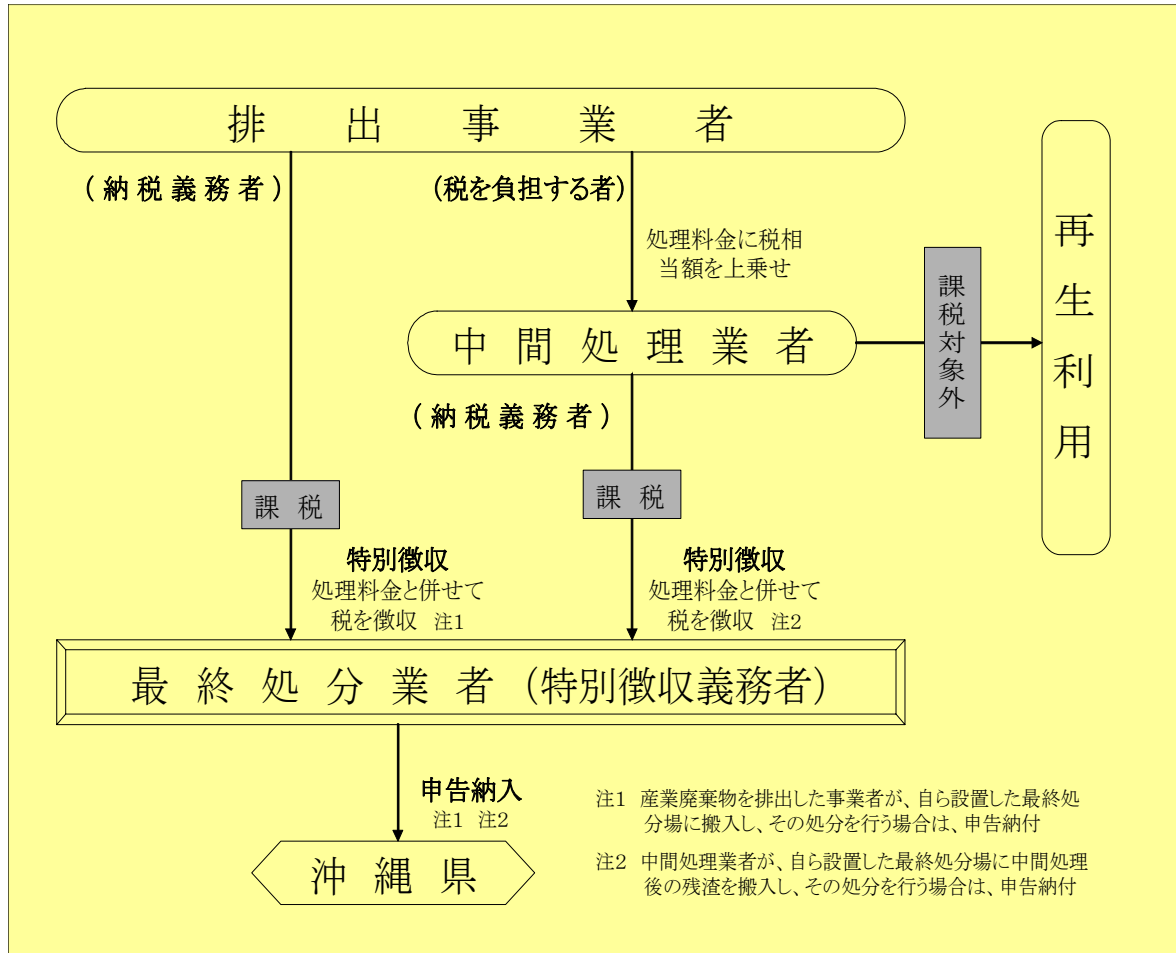 排出事業者
(納税義務者)
(税を負担する者)
処理料金に税相
当額を上乗せ
中間処理業者
課税対象外
再生利用
(納税義務者)
課税
課税
特別徴収
処理料金と併せて
税を徴収 注1
特別徴収
処理料金と併せて
税を徴収 注2
最終処分業者(特別徴収義務者)
申告納入
注1 注2
沖縄県
注1 産業廃棄物を排出した事業者が、自ら設置した最終処
分場に搬入し、その処分を行う場合は、申告納付
注2 中間処理業者が、自ら設置した最終処分場に中間処理
後の残渣を搬入し、その処分を行う場合は、申告納付